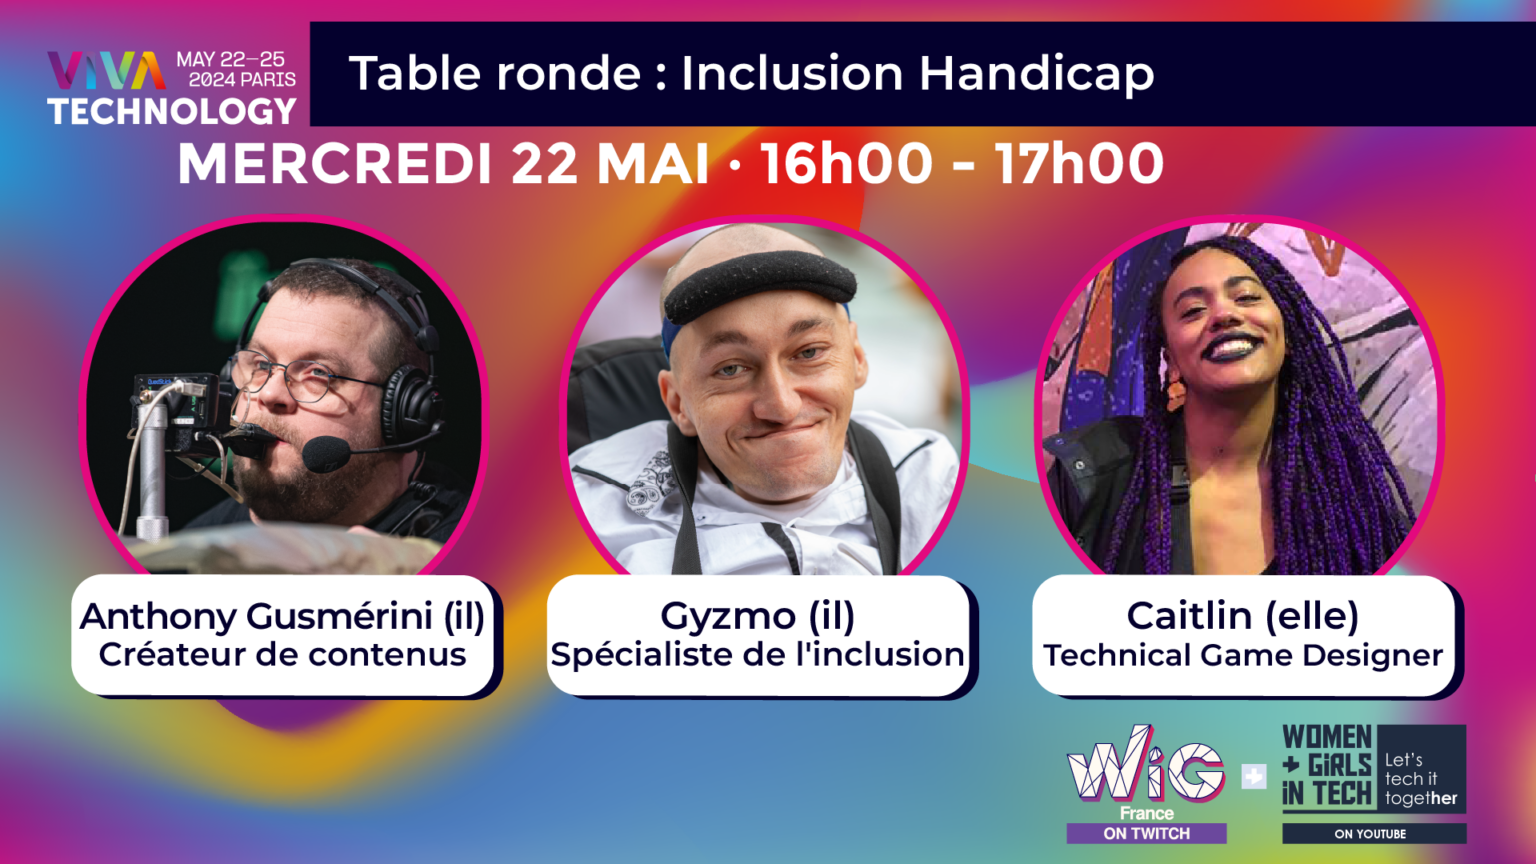 VIVA
MAY 22–25
2024 PARIS
TECHNOLOGY
Table ronde : Inclusion Handicap
MERCREDI 22 MAI · 16h00 - 17h00
Anthony Gusmérini (il)
Créateur de contenus
Gyzmo (il)
Spécialiste de l'inclusion
Caitlin (elle)
Technical Game Designer
WiG
France
ON TWITCH
WOMEN
+ GiRLS
iN TECH
Let's
tech it
together
ON YOUTUBE